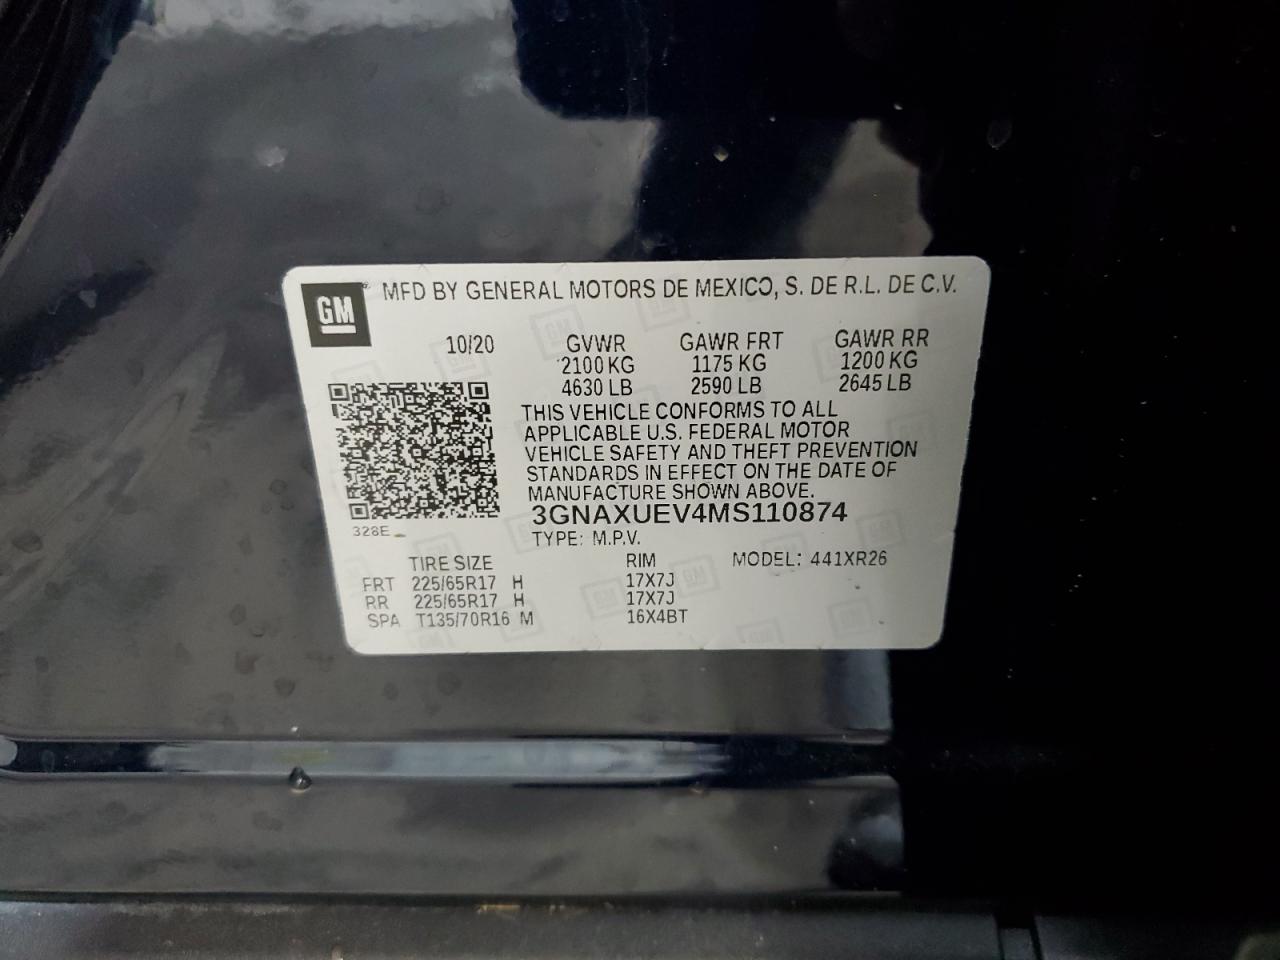 GM
MFD BY GENERAL MOTORS DE MEXICO, S. DE R.L. DE C.V.
10/20 GVWR GAWR FRT GAWR RR
2100 KG 1175 KG 1200 KG
4630 LB 2590 LB 2645 LB
THIS VEHICLE CONFORMS TO ALL
APPLICABLE U.S. FEDERAL MOTOR
VEHICLE SAFETY AND THEFT PREVENTION
STANDARDS IN EFFECT ON THE DATE OF
MANUFACTURE SHOWN ABOVE.
3GNAXUEV4MS110874
328E
TYPE: M.P.V.
TIRE SIZE RIM MODEL: 441XR26
FRT 225/65R17 H 17X7J
RR 225/65R17 H 17X7J
SPA T135/70R16 M 16X4BT